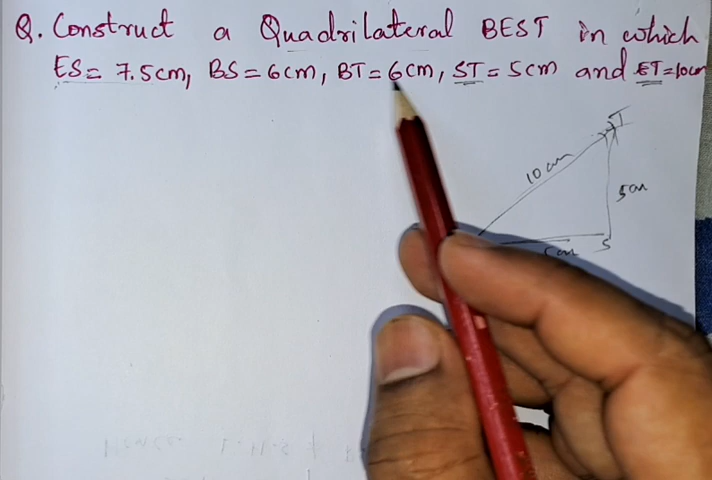 Q. Construct a Quadrilateral BEST in which
ES = 7.5cm, BS = 6cm, BT = 6cm, ST = 5cm and ET = 10cm
T
10 cm
5cm
S